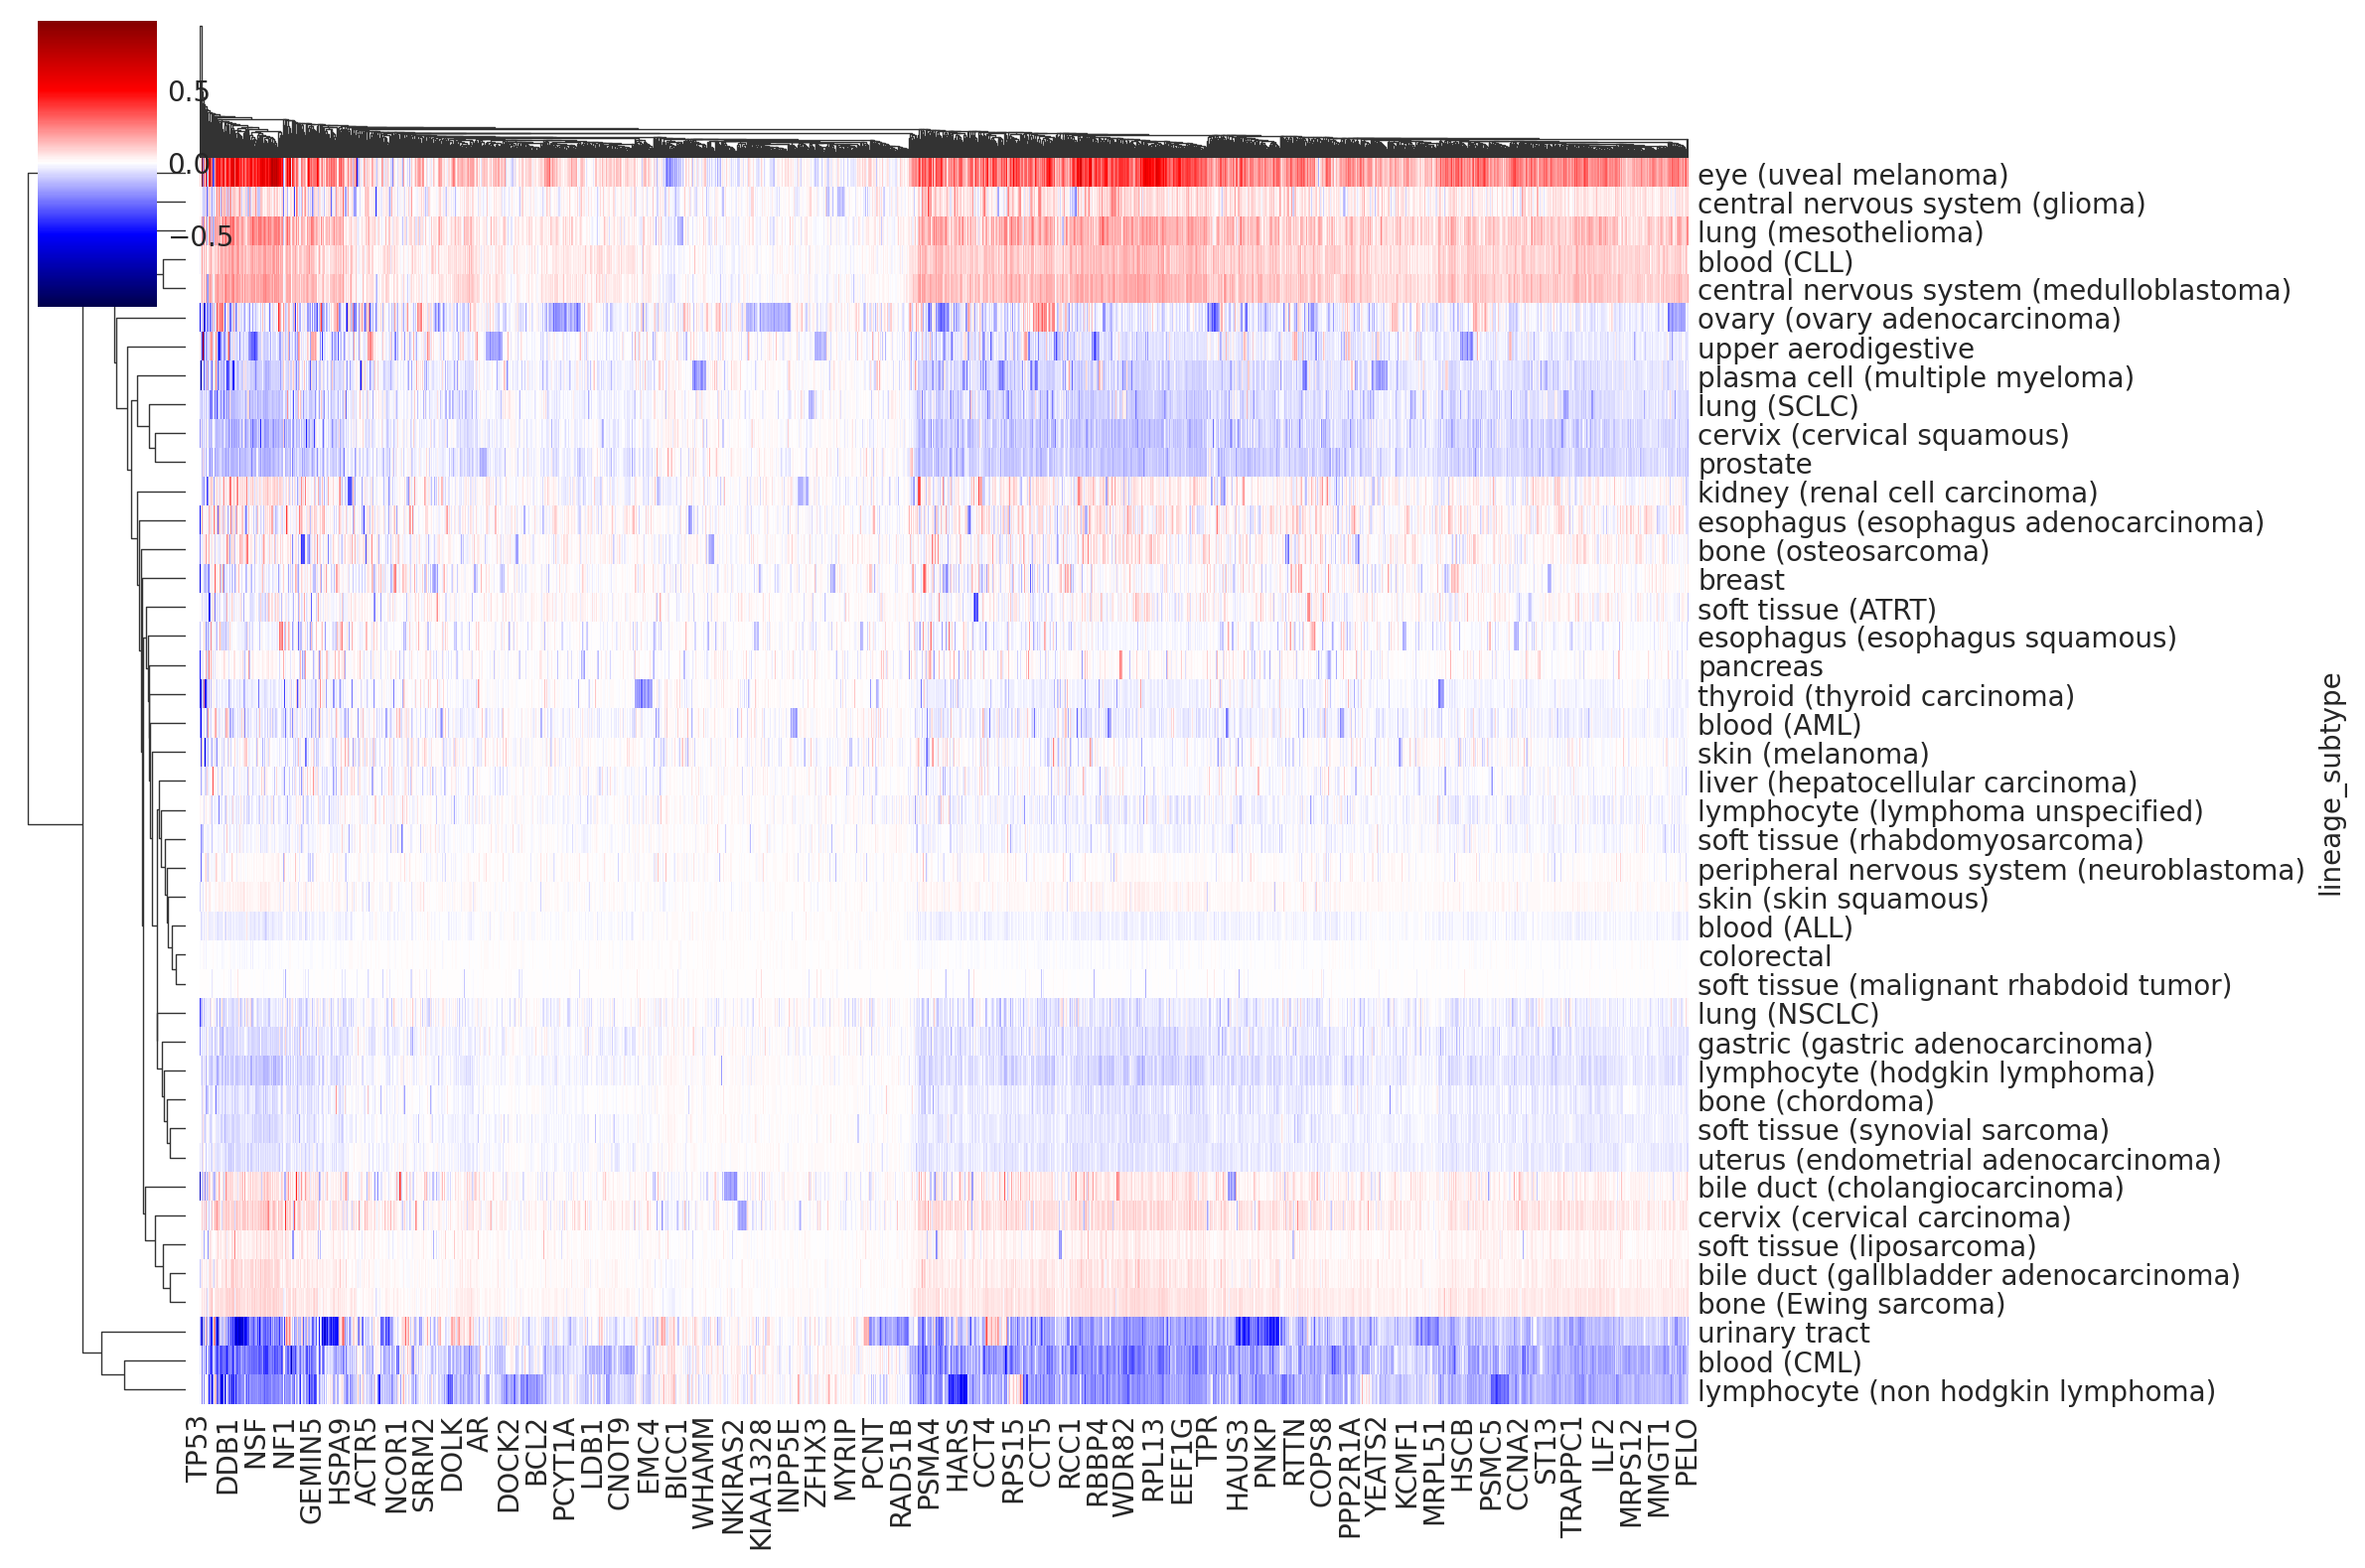 0.5
0.0
−0.5
eye (uveal melanoma)
central nervous system (glioma)
lung (mesothelioma)
blood (CLL)
central nervous system (medulloblastoma)
ovary (ovary adenocarcinoma)
upper aerodigestive
plasma cell (multiple myeloma)
lung (SCLC)
cervix (cervical squamous)
prostate
kidney (renal cell carcinoma)
esophagus (esophagus adenocarcinoma)
bone (osteosarcoma)
breast
soft tissue (ATRT)
esophagus (esophagus squamous)
pancreas
thyroid (thyroid carcinoma)
blood (AML)
skin (melanoma)
liver (hepatocellular carcinoma)
lymphocyte (lymphoma unspecified)
soft tissue (rhabdomyosarcoma)
peripheral nervous system (neuroblastoma)
skin (skin squamous)
blood (ALL)
colorectal
soft tissue (malignant rhabdoid tumor)
lung (NSCLC)
gastric (gastric adenocarcinoma)
lymphocyte (hodgkin lymphoma)
bone (chordoma)
soft tissue (synovial sarcoma)
uterus (endometrial adenocarcinoma)
bile duct (cholangiocarcinoma)
cervix (cervical carcinoma)
soft tissue (liposarcoma)
bile duct (gallbladder adenocarcinoma)
bone (Ewing sarcoma)
urinary tract
blood (CML)
lymphocyte (non hodgkin lymphoma)
lineage_subtype
TP53
DDB1
NSF
NF1
GEMIN5
HSPA9
ACTR5
NCOR1
SRRM2
DOLK
AR
DOCK2
BCL2
PCYT1A
LDB1
CNOT9
EMC4
BICC1
WHAMM
NKIRAS2
KIAA1328
INPP5E
ZFHX3
MYRIP
PCNT
RAD51B
PSMA4
HARS
CCT4
RPS15
CCT5
RCC1
RBBP4
WDR82
RPL13
EEF1G
TPR
HAUS3
PNKP
RTTN
COPS8
PPP2R1A
YEATS2
KCMF1
MRPL51
HSCB
PSMC5
CCNA2
ST13
TRAPPC1
ILF2
MRPS12
MMGT1
PELO